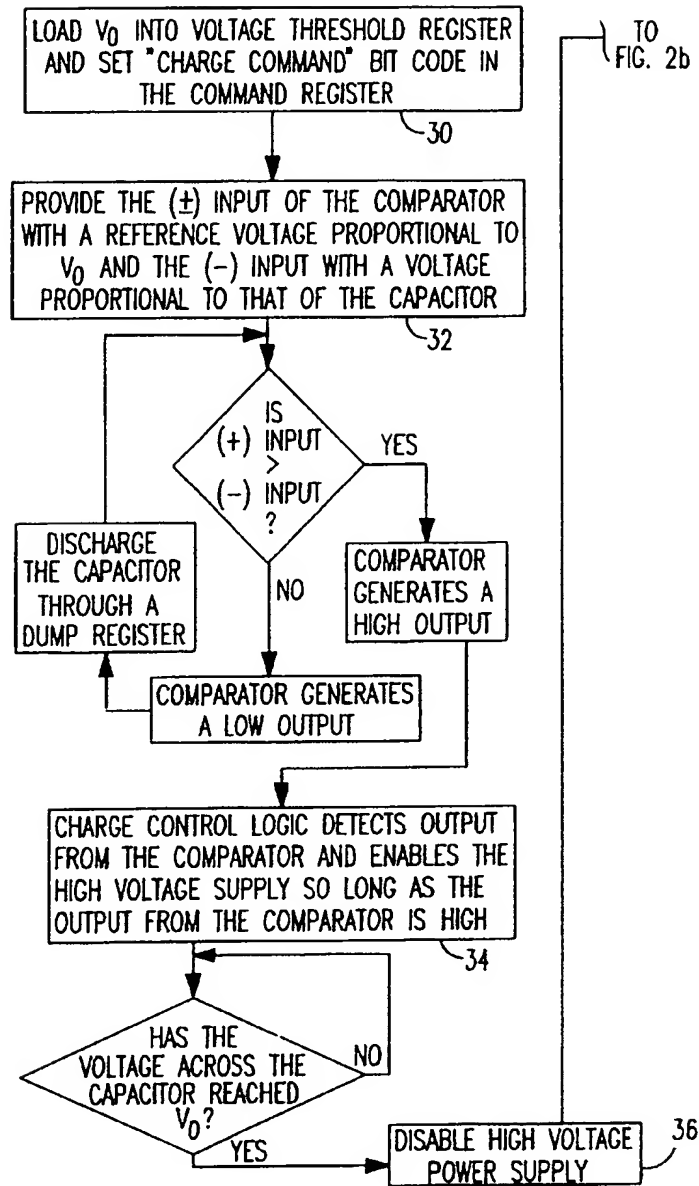 LOAD V0 INTO VOLTAGE THRESHOLD REGISTER
AND SET "CHARGE COMMAND" BIT CODE IN
THE COMMAND REGISTER
30
TO
FIG. 2b
PROVIDE THE (±) INPUT OF THE COMPARATOR
WITH A REFERENCE VOLTAGE PROPORTIONAL TO
V0 AND THE (−) INPUT WITH A VOLTAGE
PROPORTIONAL TO THAT OF THE CAPACITOR
32
IS
(+) INPUT
>
(−) INPUT
?
YES
NO
DISCHARGE
THE CAPACITOR
THROUGH A
DUMP REGISTER
COMPARATOR
GENERATES A
HIGH OUTPUT
COMPARATOR GENERATES
A LOW OUTPUT
CHARGE CONTROL LOGIC DETECTS OUTPUT
FROM THE COMPARATOR AND ENABLES THE
HIGH VOLTAGE SUPPLY SO LONG AS THE
OUTPUT FROM THE COMPARATOR IS HIGH
34
HAS THE
VOLTAGE ACROSS THE
CAPACITOR REACHED
V0?
NO
YES
DISABLE HIGH VOLTAGE
POWER SUPPLY
36